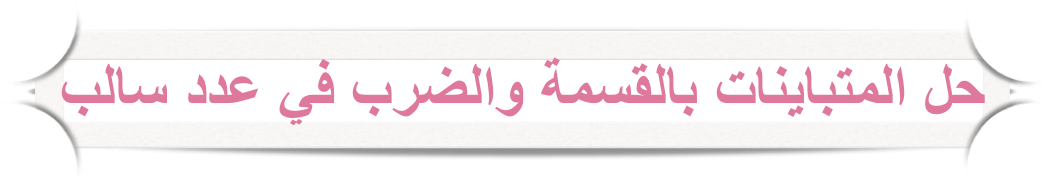 حل المتباينات بالقسمة والضرب في عدد سالب